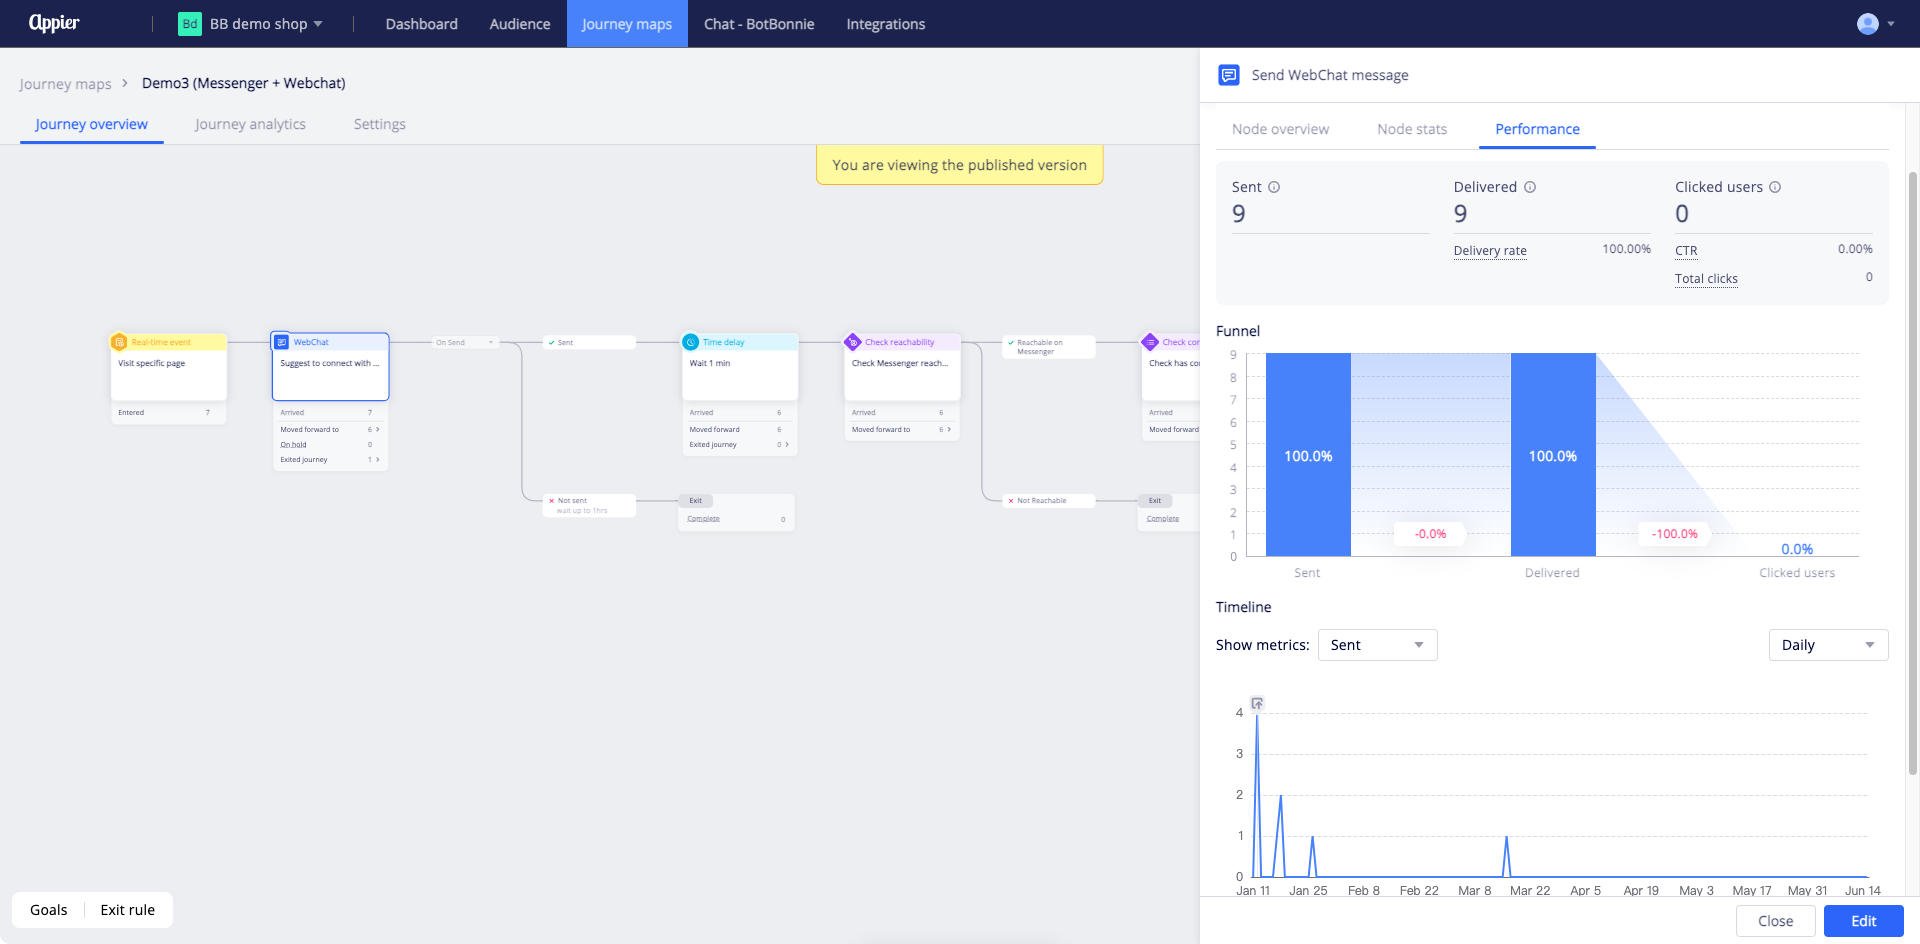 Appier
Bd BB demo shop
Dashboard
Audience
Journey maps
Chat - BotBonnie
Integrations
Journey maps > Demo3 (Messenger + Webchat)
Journey overview
Journey analytics
Settings
You are viewing the published version
Real-time event
Visit specific page
Entered 7
WebChat
Suggest to connect with ...
Arrived 7
Moved forward to 6 >
On hold 0
Exited journey 1 >
On Send
Sent
Not sent
wait up to 1hrs
Time delay
Wait 1 min
Arrived 6
Moved forward 6
Exited journey 0 >
Exit
Complete 0
Check reachability
Check Messenger reach...
Arrived 6
Moved forward to 6 >
Reachable on
Messenger
Not Reachable
Check con
Check has co
Arrived
Moved forward
Exit
Complete
Goals
Exit rule
Send WebChat message
Node overview
Node stats
Performance
Sent
9
Delivered
9
Delivery rate 100.00%
Clicked users
0
CTR 0.00%
Total clicks 0
Funnel
9
8
7
6
5
4
3
2
1
0
100.0%
100.0%
-0.0%
-100.0%
0.0%
Sent
Delivered
Clicked users
Timeline
Show metrics: Sent
Daily
4
3
2
1
0
Jan 11 Jan 25 Feb 8 Feb 22 Mar 8 Mar 22 Apr 5 Apr 19 May 3 May 17 May 31 Jun 14
Close
Edit